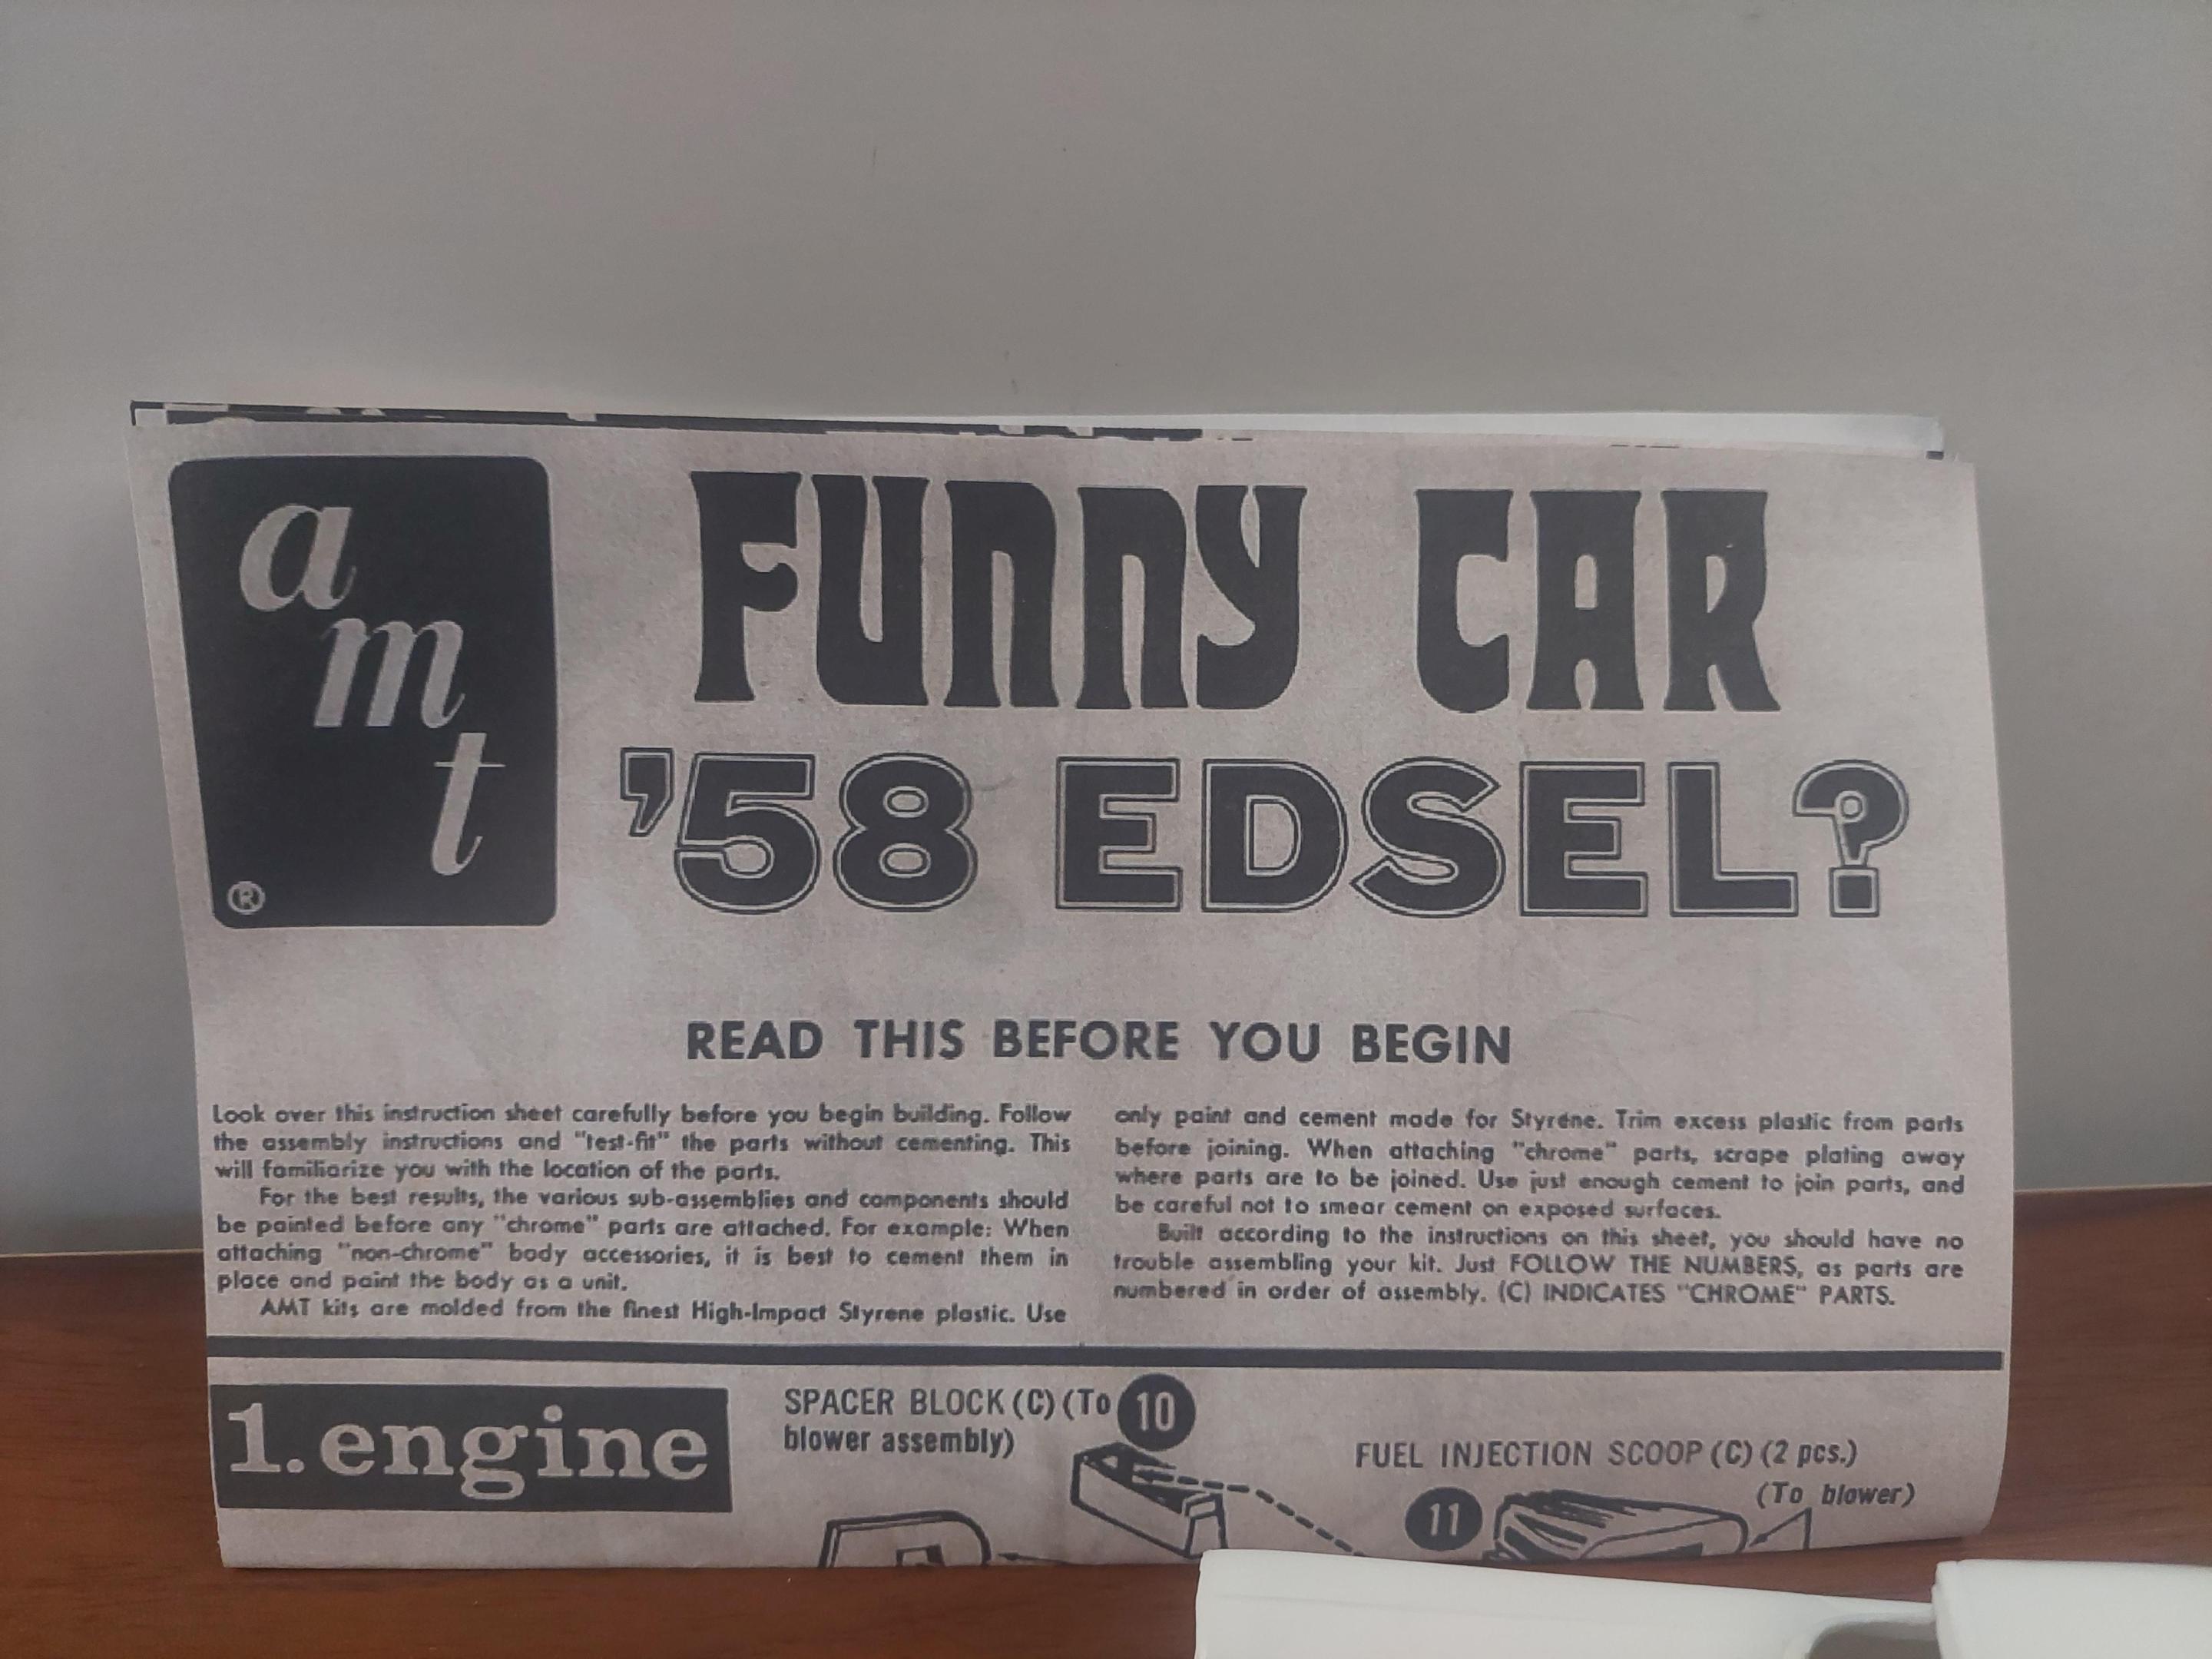 amt
®
FUNNY CAR
'58 EDSEL?
READ THIS BEFORE YOU BEGIN
Look over this instruction sheet carefully before you begin building. Follow
the assembly instructions and "test-fit" the parts without cementing. This
will familiarize you with the location of the parts.
For the best results, the various sub-assemblies and components should
be painted before any "chrome" parts are attached. For example: When
attaching "non-chrome" body accessories, it is best to cement them in
place and paint the body as a unit.
AMT kits are molded from the finest High-Impact Styrene plastic. Use
only paint and cement made for Styrene. Trim excess plastic from parts
before joining. When attaching "chrome" parts, scrape plating away
where parts are to be joined. Use just enough cement to join parts, and
be careful not to smear cement on exposed surfaces.
Built according to the instructions on this sheet, you should have no
trouble assembling your kit. Just FOLLOW THE NUMBERS, as parts are
numbered in order of assembly. (C) INDICATES "CHROME" PARTS.
1. engine
SPACER BLOCK (C) (To
blower assembly)
10
FUEL INJECTION SCOOP (C) (2 pcs.)
(To blower)
11